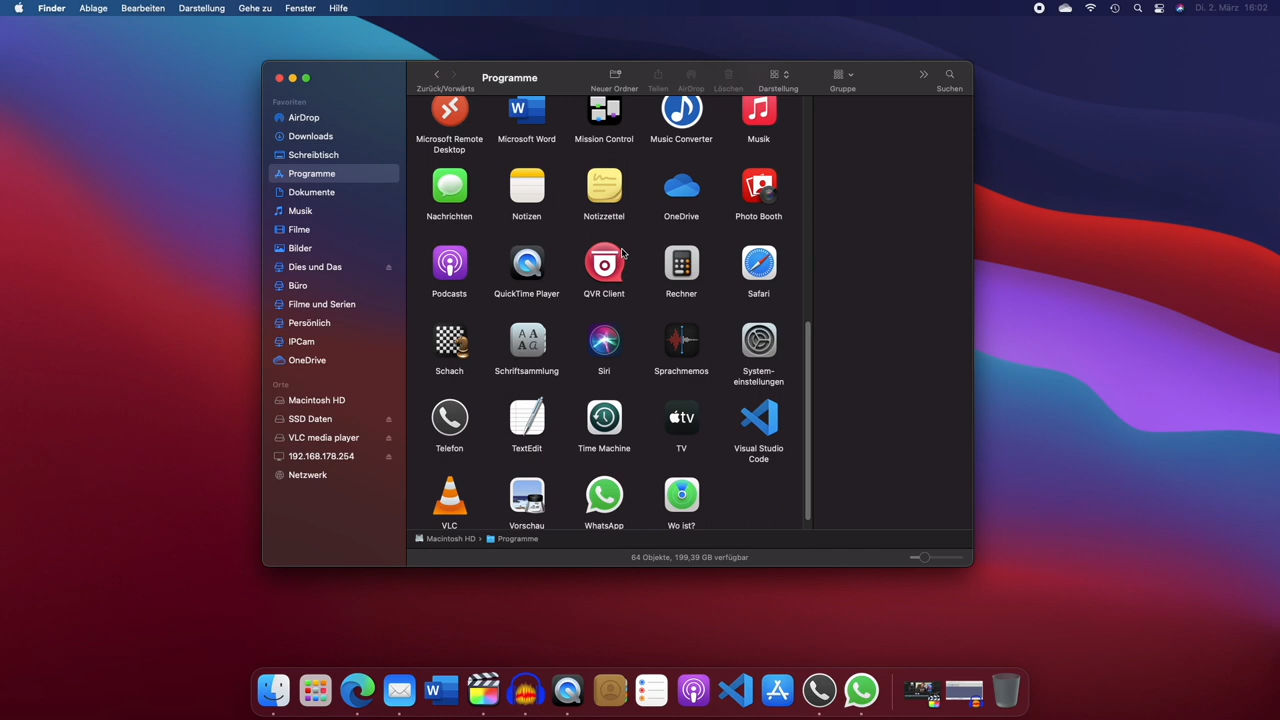 Finder Ablage Bearbeiten Darstellung Gehe zu Fenster Hilfe Di. 2. März 16:02
Programme
Zurück/Vorwärts Neuer Ordner Teilen AirDrop Löschen Darstellung Gruppe Suchen
Favoriten
AirDrop
Downloads
Schreibtisch
Programme
Dokumente
Musik
Filme
Bilder
Dies und Das
Büro
Filme und Serien
Persönlich
IPCam
OneDrive
Orte
Macintosh HD
SSD Daten
VLC media player
192.168.178.254
Netzwerk
Microsoft Remote Desktop
Microsoft Word
Mission Control
Music Converter
Musik
Nachrichten
Notizen
Notizzettel
OneDrive
Photo Booth
Podcasts
QuickTime Player
QVR Client
Rechner
Safari
Schach
Schriftsammlung
Siri
Sprachmemos
System-
einstellungen
Telefon
TextEdit
Time Machine
tv
TV
Visual Studio
Code
VLC
Vorschau
WhatsApp
Wo ist?
Macintosh HD › Programme
64 Objekte, 199,39 GB verfügbar